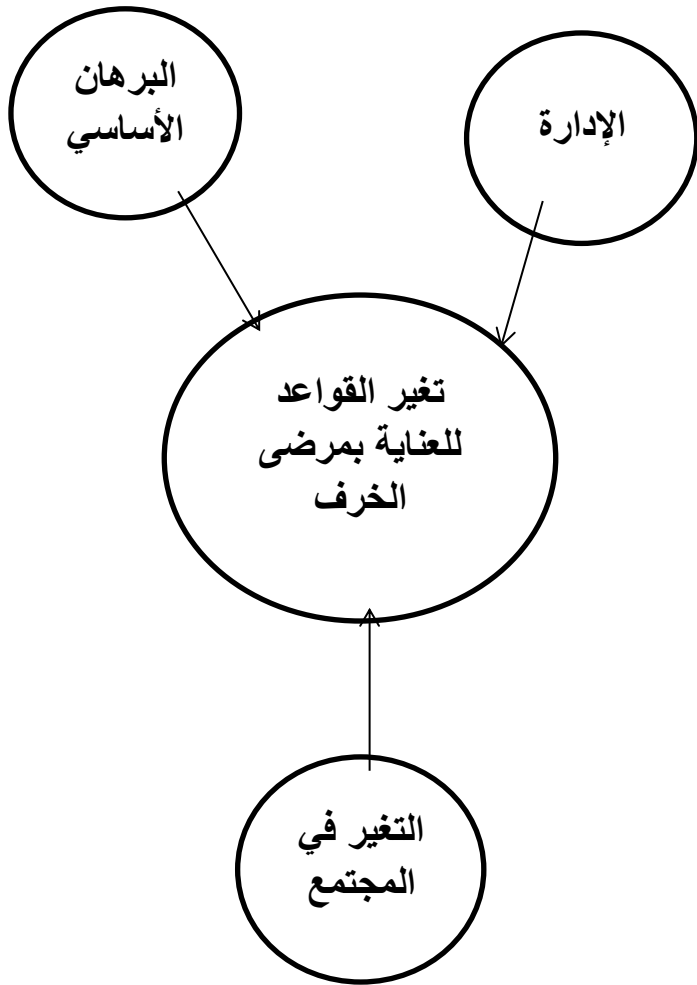 البرهان
الأساسي
الإدارة
تغير القواعد
للعناية بمرضى
الخرف
التغير في
المجتمع